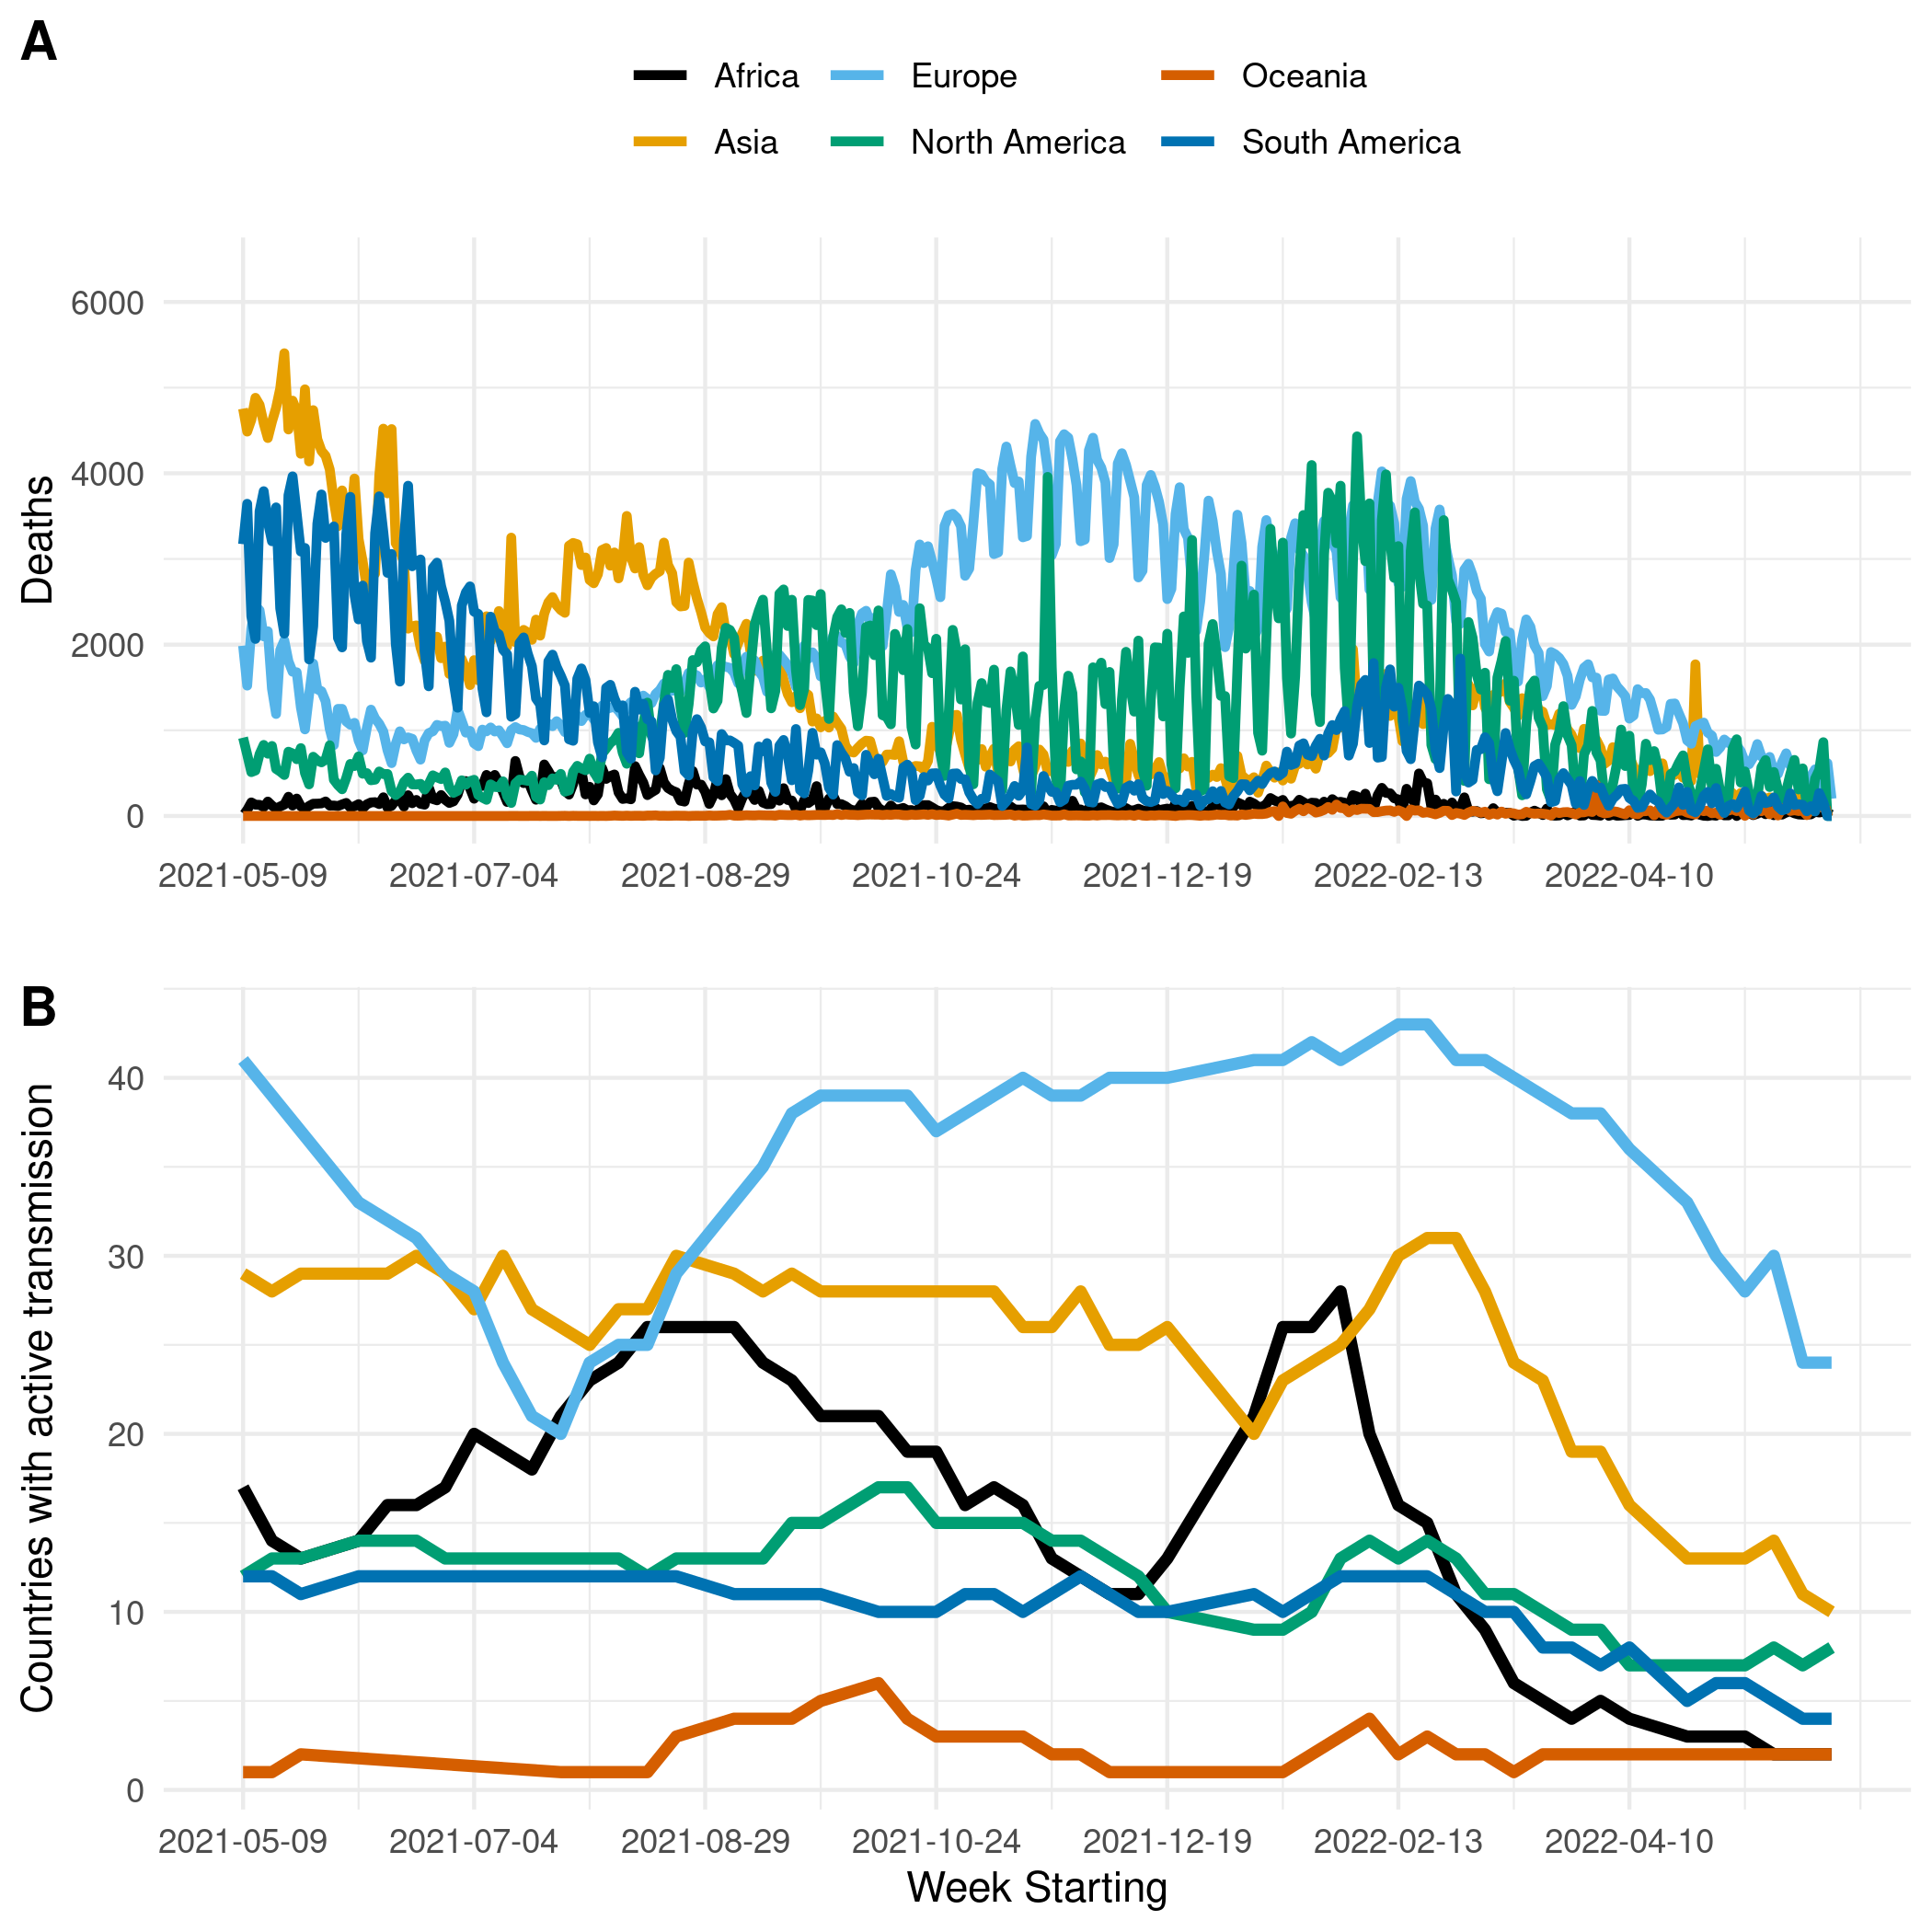 A
Africa Europe Oceania
Asia North America South America
Deaths
6000
4000
2000
0
2021-05-09 2021-07-04 2021-08-29 2021-10-24 2021-12-19 2022-02-13 2022-04-10
B
Countries with active transmission
40
30
20
10
0
2021-05-09 2021-07-04 2021-08-29 2021-10-24 2021-12-19 2022-02-13 2022-04-10
Week Starting